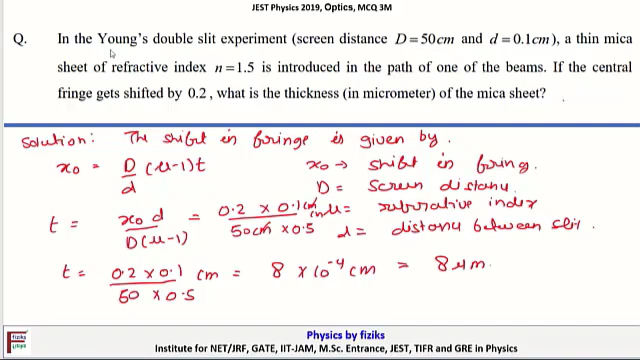 JEST Physics 2019, Optics, MCQ 3M
Q. In the Young's double slit experiment (screen distance D = 50cm and d = 0.1cm), a thin mica
sheet of refractive index n = 1.5 is introduced in the path of one of the beams. If the central
fringe gets shifted by 0.2, what is the thickness (in micrometer) of the mica sheet?
Solution: The shift in fringe is given by.
x₀ = D/d (μ-1)t x₀ → shift in fring.
D = screen distany
t = x₀ d / D(μ-1) = 0.2 × 0.1cm / 50cm × 0.5 cm μ = refractive index
d = distany between slit.
t = 0.2 × 0.1 / 50 × 0.5 cm = 8 × 10⁻⁴ cm = 8 μm.
fiziks
Physics by fiziks
Institute for NET/JRF, GATE, IIT-JAM, M.Sc. Entrance, JEST, TIFR and GRE in Physics